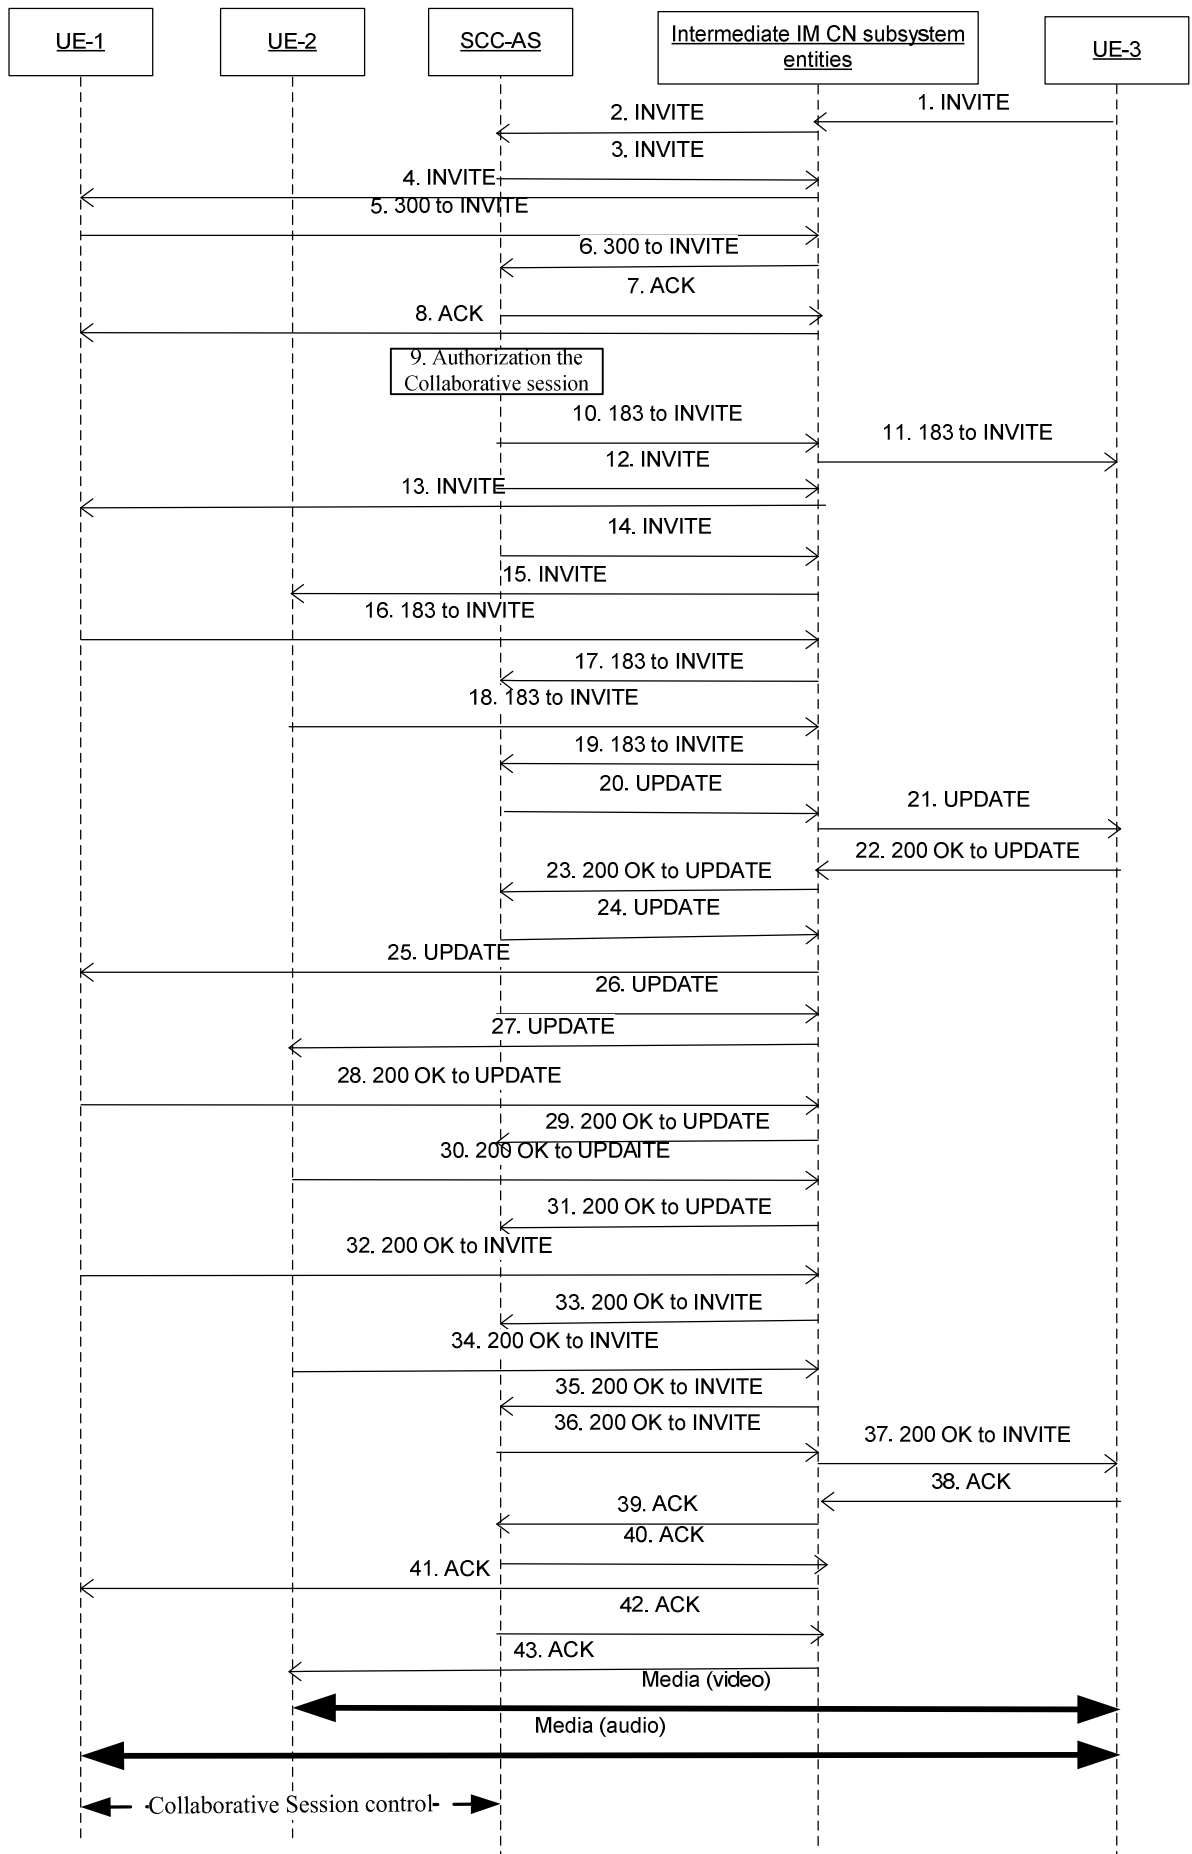 UE-1
UE-2
SCC-AS
Intermediate IM CN subsystem
entities
UE-3
1. INVITE
2. INVITE
3. INVITE
4. INVITE
5. 300 to INVITE
6. 300 to INVITE
7. ACK
8. ACK
9. Authorization the
Collaborative session
10. 183 to INVITE
11. 183 to INVITE
12. INVITE
13. INVITE
14. INVITE
15. INVITE
16. 183 to INVITE
17. 183 to INVITE
18. 183 to INVITE
19. 183 to INVITE
20. UPDATE
21. UPDATE
22. 200 OK to UPDATE
23. 200 OK to UPDATE
24. UPDATE
25. UPDATE
26. UPDATE
27. UPDATE
28. 200 OK to UPDATE
29. 200 OK to UPDATE
30. 200 OK to UPDAITE
31. 200 OK to UPDATE
32. 200 OK to INVITE
33. 200 OK to INVITE
34. 200 OK to INVITE
35. 200 OK to INVITE
36. 200 OK to INVITE
37. 200 OK to INVITE
38. ACK
39. ACK
40. ACK
41. ACK
42. ACK
43. ACK
Media (video)
Media (audio)
Collaborative Session control